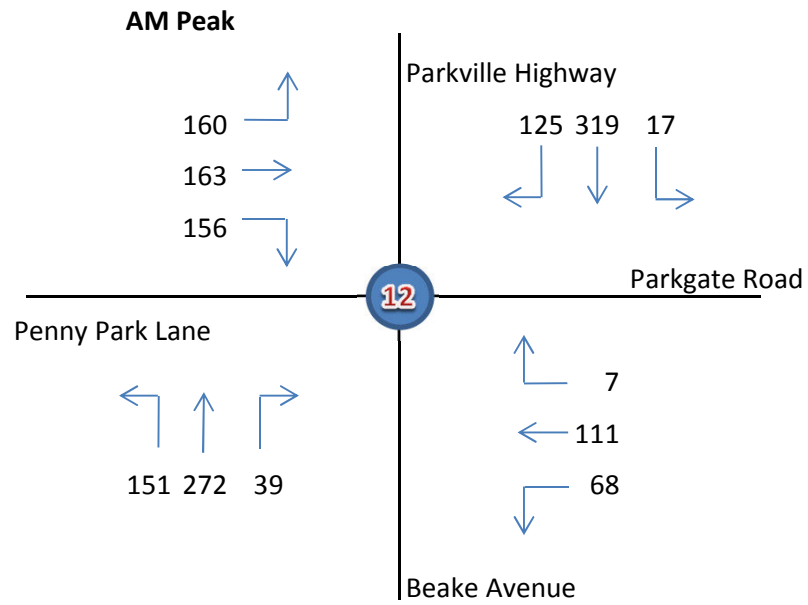 AM Peak
Parkville Highway
160
163
156
125 319 17
12
Parkgate Road
Penny Park Lane
7
111
68
151 272 39
Beake Avenue